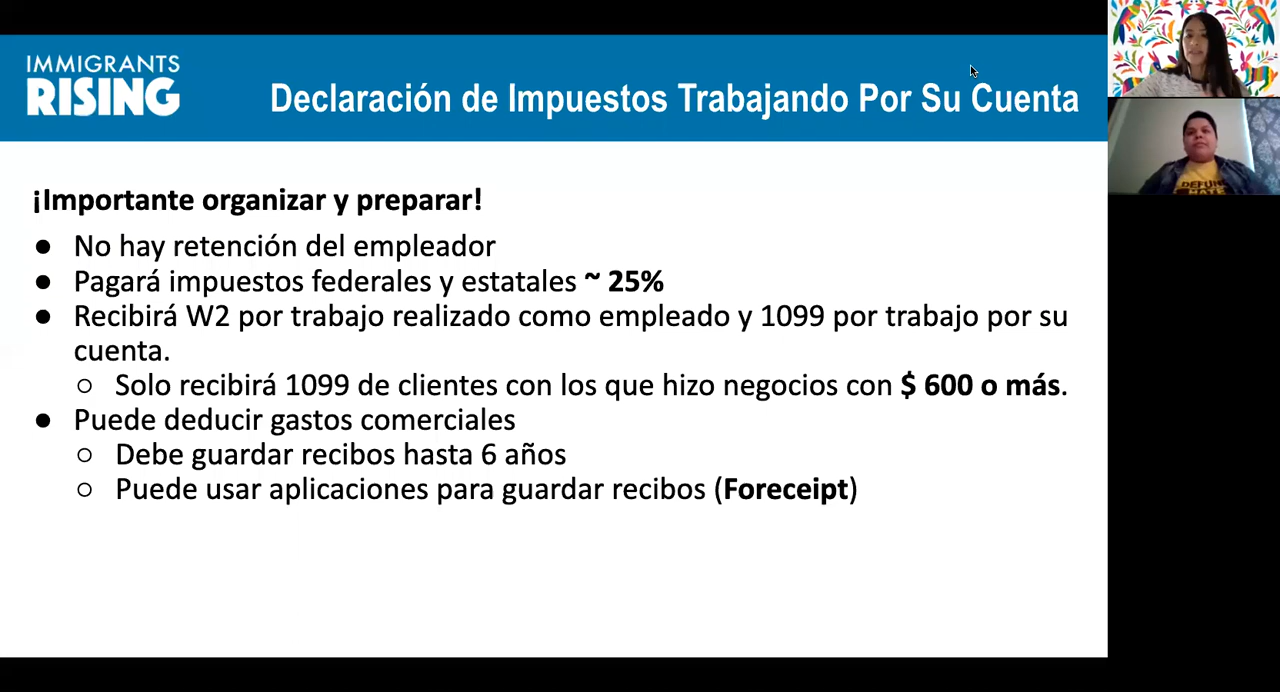 IMMIGRANTS
RISING
Declaración de Impuestos Trabajando Por Su Cuenta
¡Importante organizar y preparar!
● No hay retención del empleador
● Pagará impuestos federales y estatales ~ 25%
● Recibirá W2 por trabajo realizado como empleado y 1099 por trabajo por su
cuenta.
○ Solo recibirá 1099 de clientes con los que hizo negocios con $ 600 o más.
● Puede deducir gastos comerciales
○ Debe guardar recibos hasta 6 años
○ Puede usar aplicaciones para guardar recibos (Foreceipt)